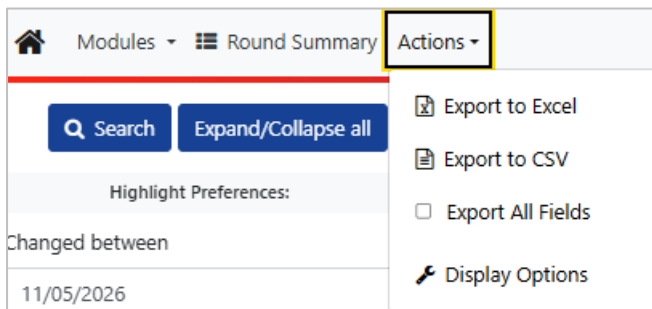 Modules Round Summary Actions
Search Expand/Collapse all
Highlight Preferences:
Changed between
11/05/2026
Export to Excel
Export to CSV
Export All Fields
Display Options